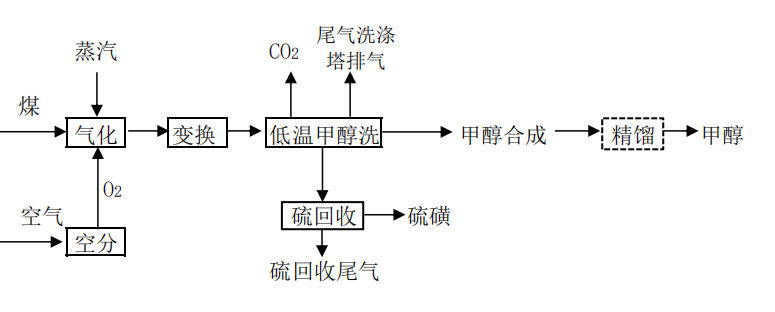 尾气洗涤
塔排气
CO2
蒸汽
煤
气化
变换
低温甲醇洗
甲醇合成
精馏
甲醇
O2
空气
空分
硫回收
硫磺
硫回收尾气